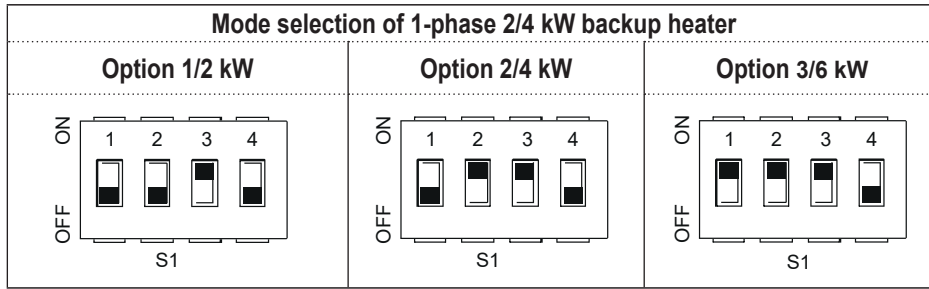 Mode selection of 1-phase 2/4 kW backup heater
Option 1/2 kW
Option 2/4 kW
Option 3/6 kW
ON
1 2 3 4
OFF
S1
ON
1 2 3 4
OFF
S1
ON
1 2 3 4
OFF
S1